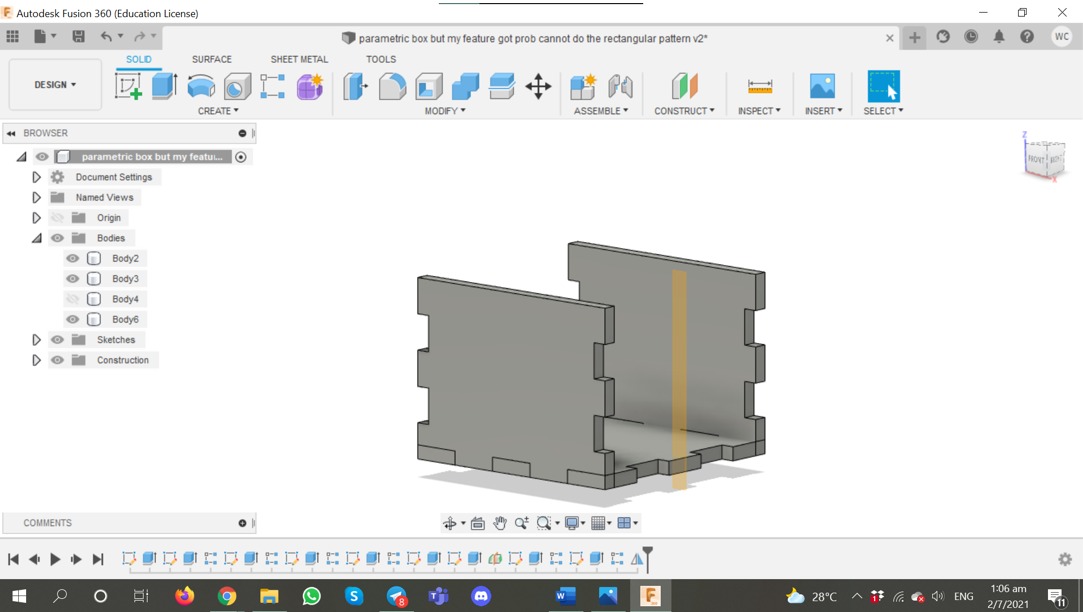 Autodesk Fusion 360 (Education License)
parametric box but my feature got prob cannot do the rectangular pattern v2*
WC
SOLID SURFACE SHEET METAL TOOLS
DESIGN
CREATE MODIFY ASSEMBLE CONSTRUCT INSPECT INSERT SELECT
BROWSER
parametric box but my featu...
Document Settings
Named Views
Origin
Bodies
Body2
Body3
Body4
Body6
Sketches
Construction
Z
FRONT RIGHT
X
COMMENTS
8
W
28°C
ENG
1:06 am
2/7/2021
11